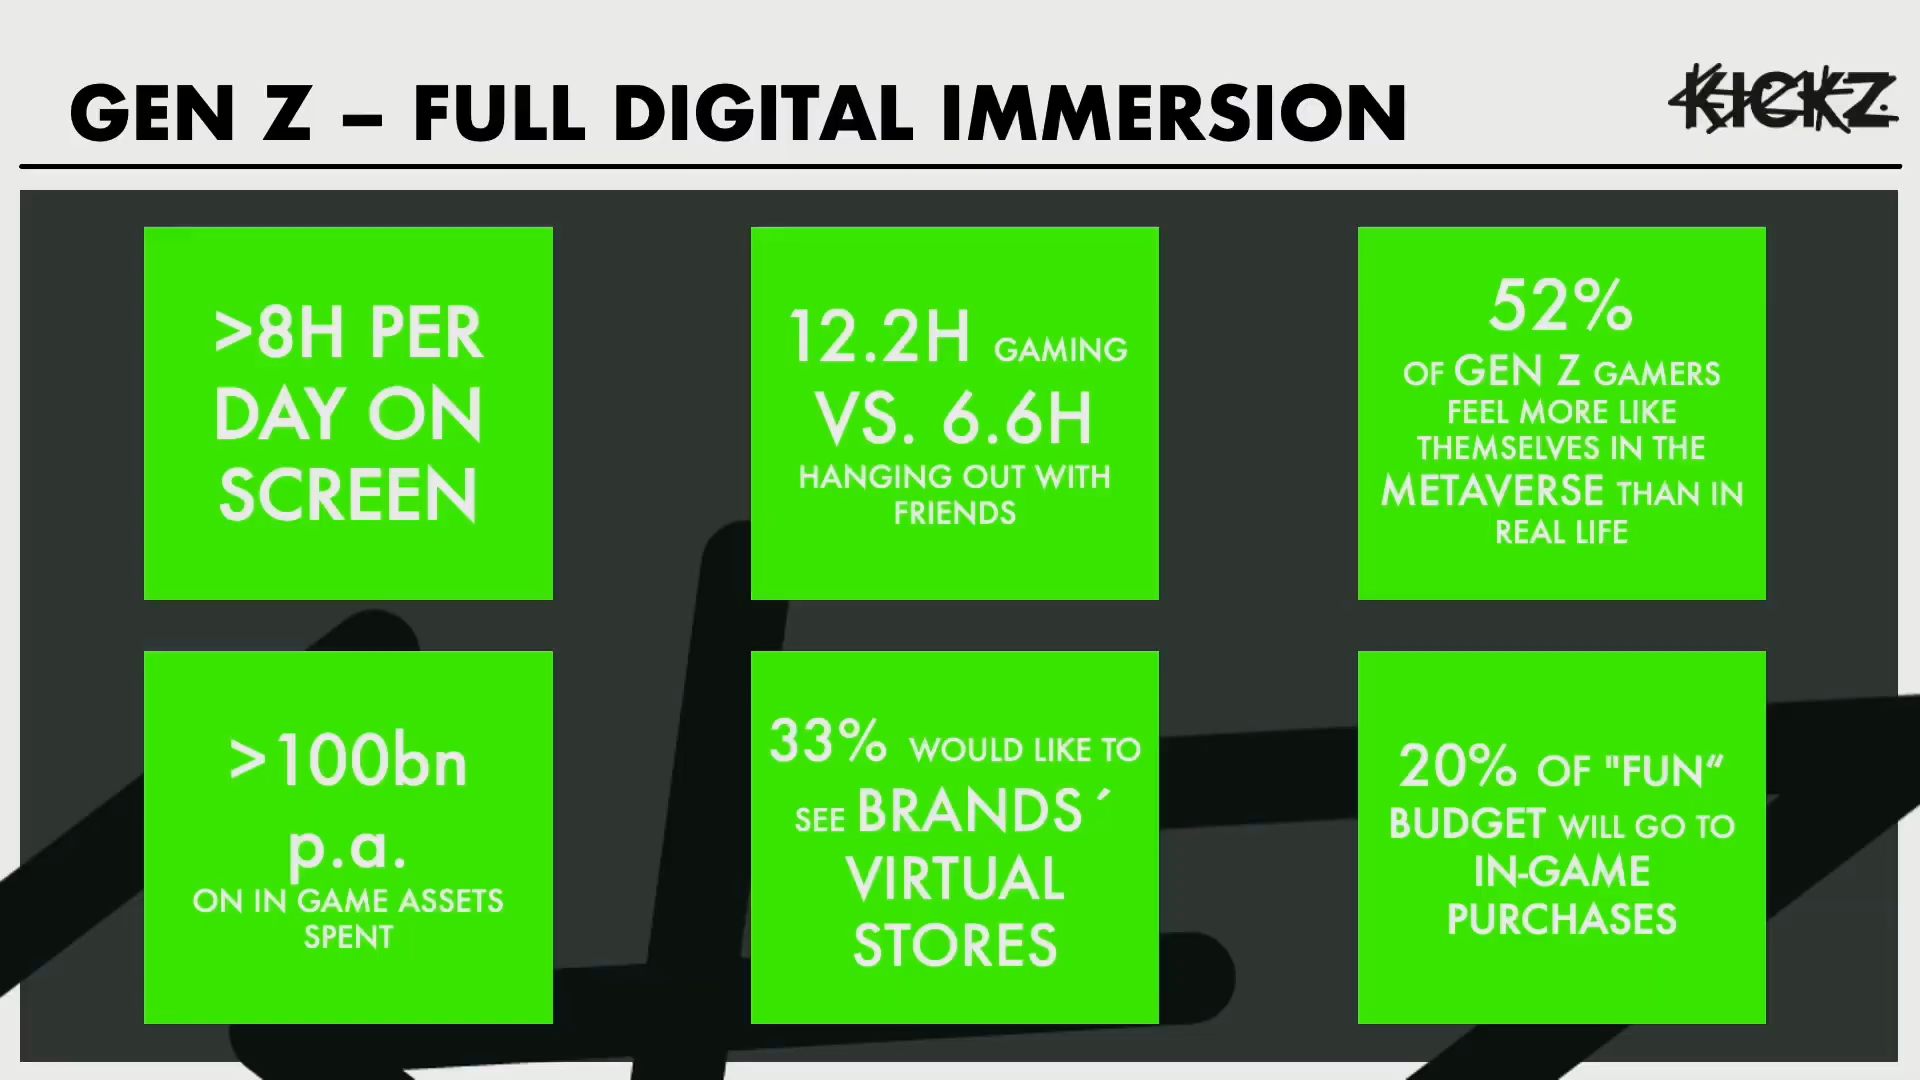 GEN Z – FULL DIGITAL IMMERSION
KICKZ
>8H PER
DAY ON
SCREEN
12.2H GAMING
VS. 6.6H
HANGING OUT WITH
FRIENDS
52%
OF GEN Z GAMERS
FEEL MORE LIKE
THEMSELVES IN THE
METAVERSE THAN IN
REAL LIFE
>100bn
p.a.
ON IN GAME ASSETS
SPENT
33% WOULD LIKE TO
SEE BRANDS´
VIRTUAL
STORES
20% OF "FUN“
BUDGET WILL GO TO
IN-GAME
PURCHASES